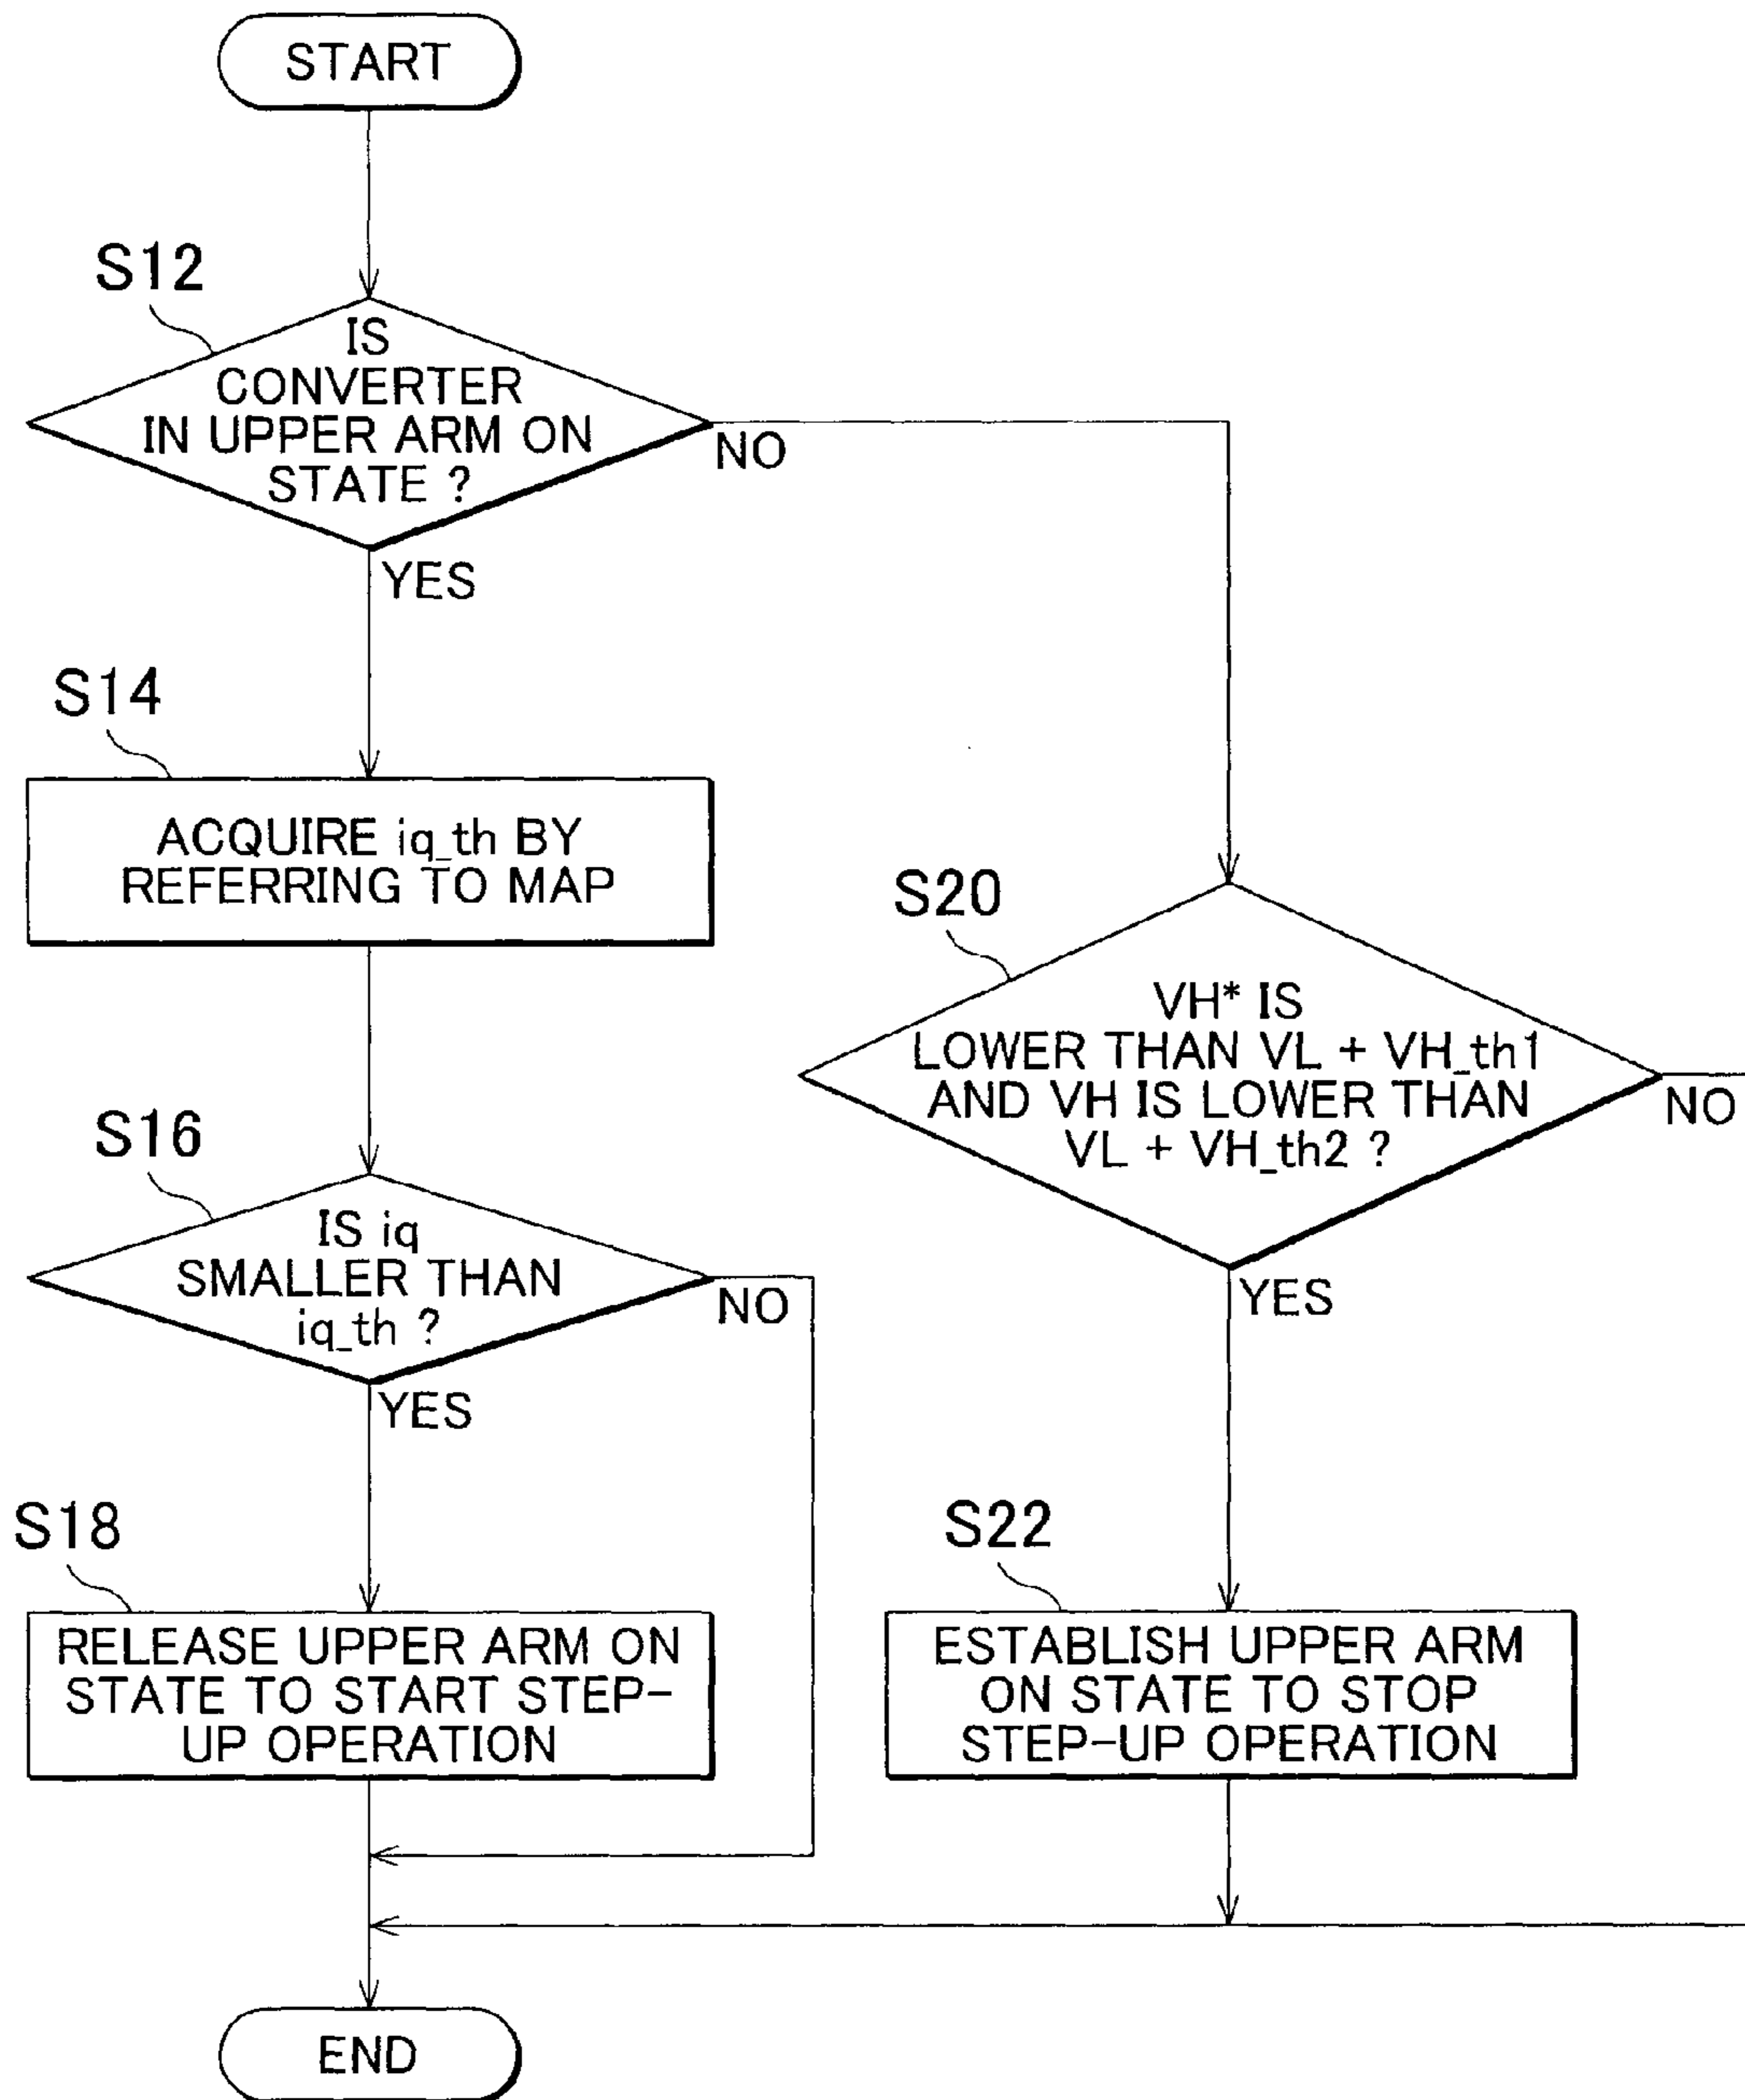 START
S12
IS
CONVERTER
IN UPPER ARM ON
STATE ?
NO
YES
S14
ACQUIRE iq_th BY
REFERRING TO MAP
S20
VH* IS
LOWER THAN VL + VH_th1
AND VH IS LOWER THAN
VL + VH_th2 ?
NO
YES
S16
IS iq
SMALLER THAN
iq_th ?
NO
YES
S18
RELEASE UPPER ARM ON
STATE TO START STEP-
UP OPERATION
S22
ESTABLISH UPPER ARM
ON STATE TO STOP
STEP-UP OPERATION
END